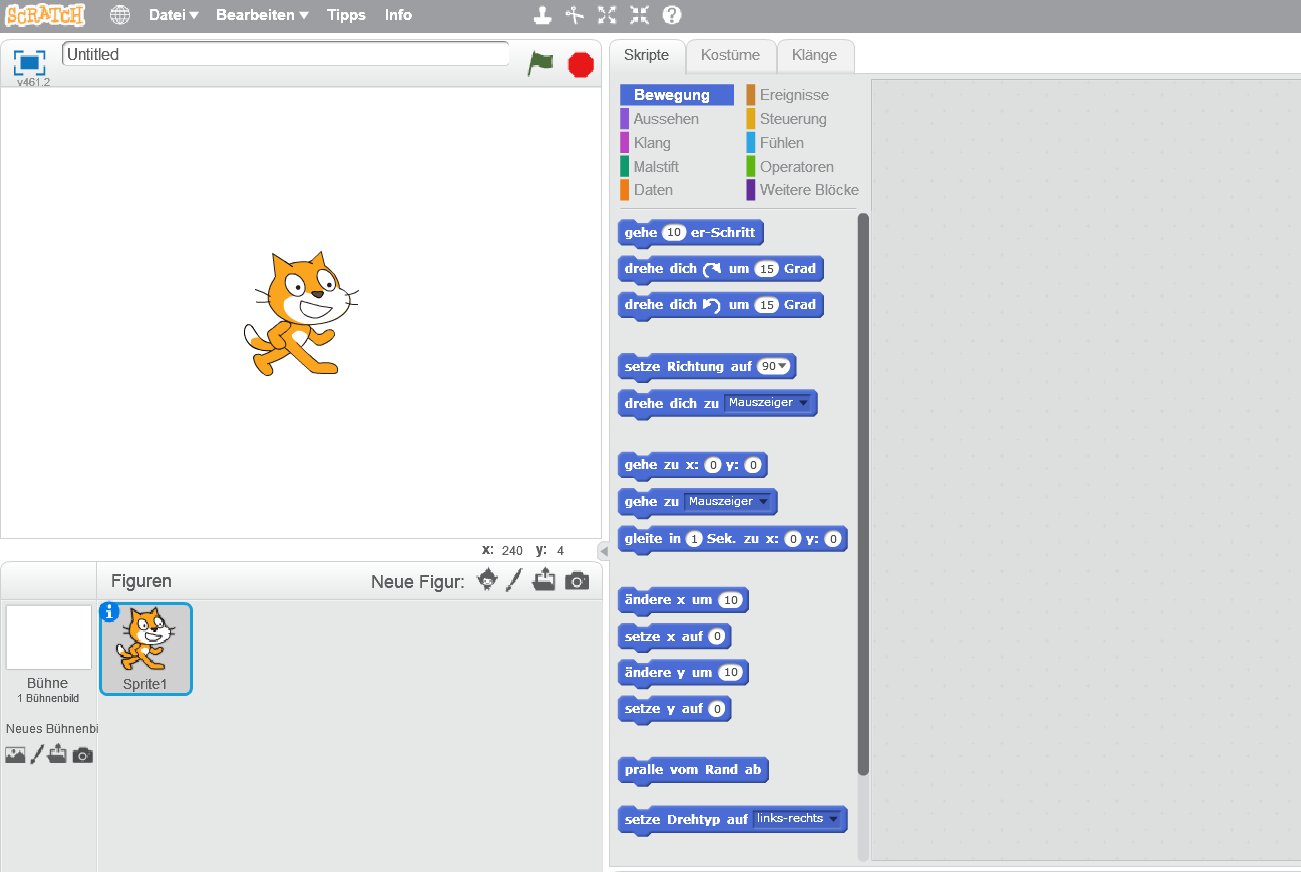 SCRATCH Datei Bearbeiten Tipps Info
Untitled
v461.2
Skripte Kostüme Klänge
Bewegung Ereignisse
Aussehen Steuerung
Klang Fühlen
Malstift Operatoren
Daten Weitere Blöcke
gehe 10 er-Schritt
drehe dich um 15 Grad
drehe dich um 15 Grad
setze Richtung auf 90
drehe dich zu Mauszeiger
gehe zu x: 0 y: 0
gehe zu Mauszeiger
gleite in 1 Sek. zu x: 0 y: 0
ändere x um 10
setze x auf 0
ändere y um 10
setze y auf 0
pralle vom Rand ab
setze Drehtyp auf links-rechts
x: 240 y: 4
Figuren Neue Figur:
Bühne
1 Bühnenbild
Neues Bühnenbi
Sprite1